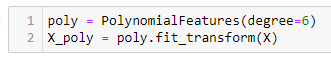 1 poly = PolynomialFeatures(degree=6)
2 X_poly = poly.fit_transform(X)